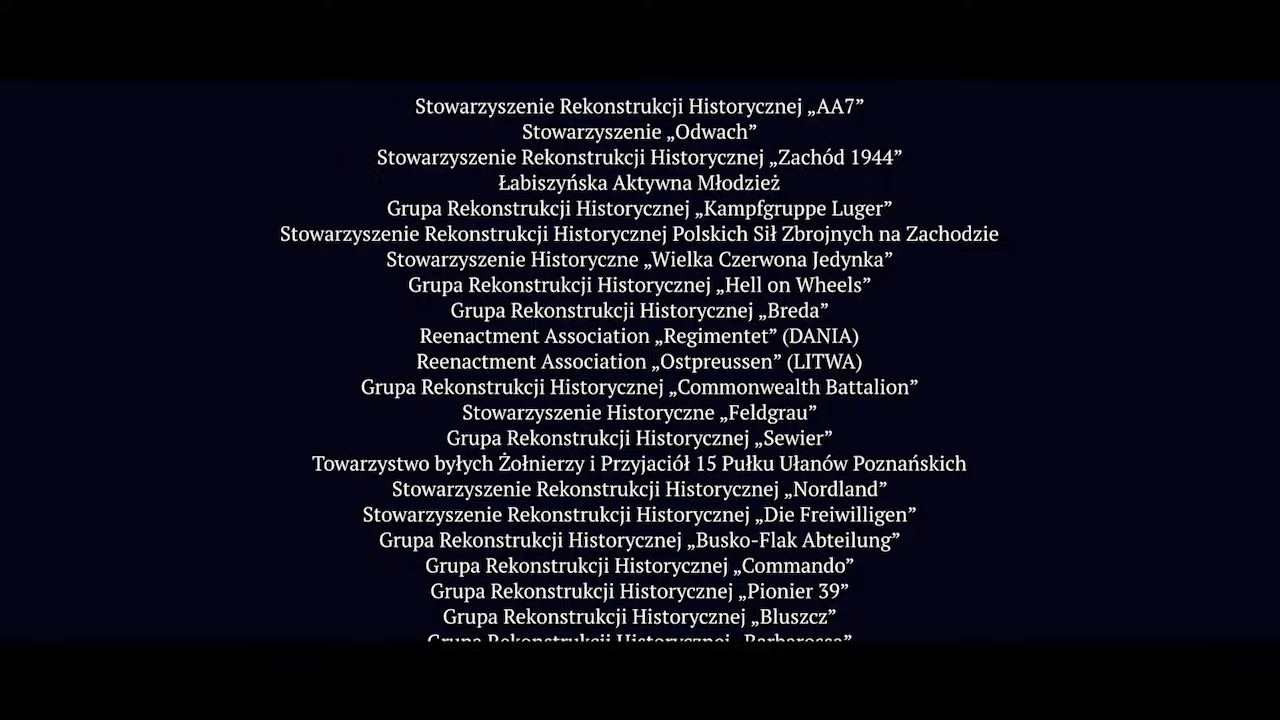 Stowarzyszenie Rekonstrukcji Historycznej „AA7”
Stowarzyszenie „Odwach”
Stowarzyszenie Rekonstrukcji Historycznej „Zachód 1944”
Łabiszyńska Aktywna Młodzież
Grupa Rekonstrukcji Historycznej „Kampfgruppe Luger”
Stowarzyszenie Rekonstrukcji Historycznej Polskich Sił Zbrojnych na Zachodzie
Stowarzyszenie Historyczne „Wielka Czerwona Jedynka”
Grupa Rekonstrukcji Historycznej „Hell on Wheels”
Grupa Rekonstrukcji Historycznej „Breda”
Reenactment Association „Regimentet” (DANIA)
Reenactment Association „Ostpreussen” (LITWA)
Grupa Rekonstrukcji Historycznej „Commonwealth Battalion”
Stowarzyszenie Historyczne „Feldgrau”
Grupa Rekonstrukcji Historycznej „Sewier”
Towarzystwo byłych Żołnierzy i Przyjaciół 15 Pułku Ułanów Poznańskich
Stowarzyszenie Rekonstrukcji Historycznej „Nordland”
Stowarzyszenie Rekonstrukcji Historycznej „Die Freiwilligen”
Grupa Rekonstrukcji Historycznej „Busko-Flak Abteilung”
Grupa Rekonstrukcji Historycznej „Commando”
Grupa Rekonstrukcji Historycznej „Pionier 39”
Grupa Rekonstrukcji Historycznej „Bluszcz”
Grupa Rekonstrukcji Historycznej „Barbarossa”